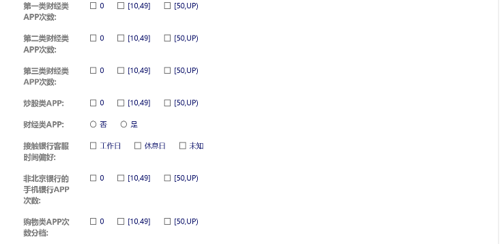 第一类财经类 □ 0 □ [10,49] □ [50,UP)
APP次数:
第二类财经类 □ 0 □ [10,49] □ [50,UP)
APP次数:
第三类财经类 □ 0 □ [10,49] □ [50,UP)
APP次数:
炒股类APP: □ 0 □ [10,49] □ [50,UP)
财经类APP: ○ 否 ○ 是
接触银行客服 □ 工作日 □ 休息日 □ 未知
时间偏好:
非北京银行的 □ 0 □ [10,49] □ [50,UP)
手机银行APP
次数:
购物类APP次 □ 0 □ [10,49] □ [50,UP)
数分档: